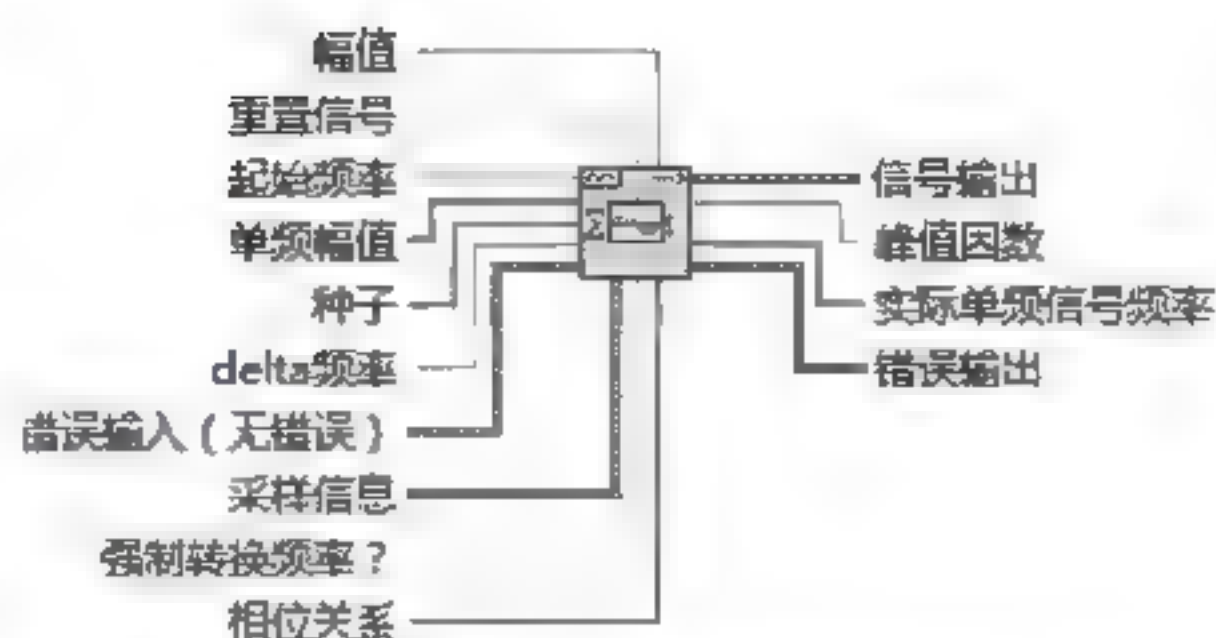 幅值
重置信号
起始频率
单频幅值
种子
delta频率
错误输入（无错误）
采样信息
强制转换频率？
相位关系
信号输出
峰值因数
实际单频信号频率
错误输出